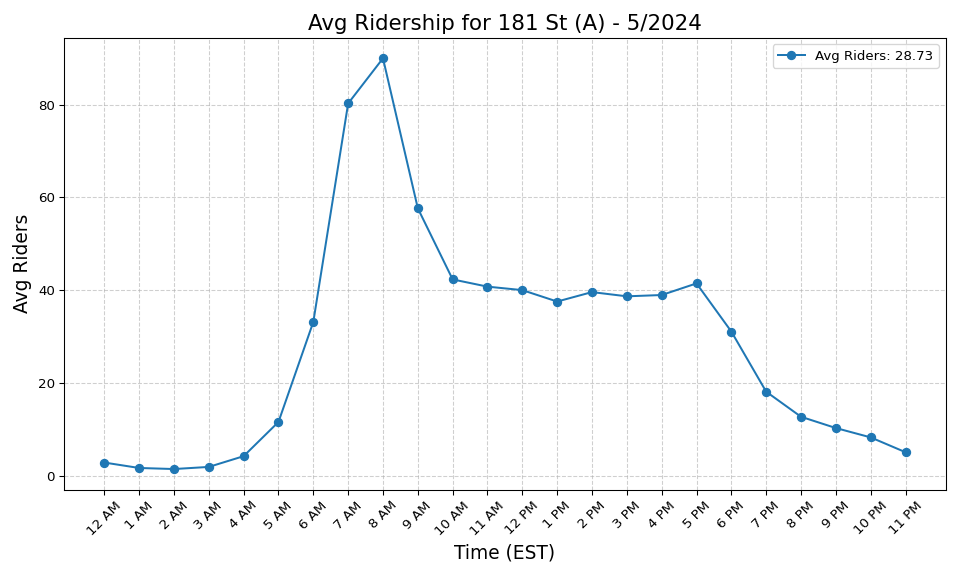 Avg Ridership for 181 St (A) - 5/2024
Avg Riders: 28.73
Avg Riders
80
60
40
20
0
12 AM
1 AM
2 AM
3 AM
4 AM
5 AM
6 AM
7 AM
8 AM
9 AM
10 AM
11 AM
12 PM
1 PM
2 PM
3 PM
4 PM
5 PM
6 PM
7 PM
8 PM
9 PM
10 PM
11 PM
Time (EST)